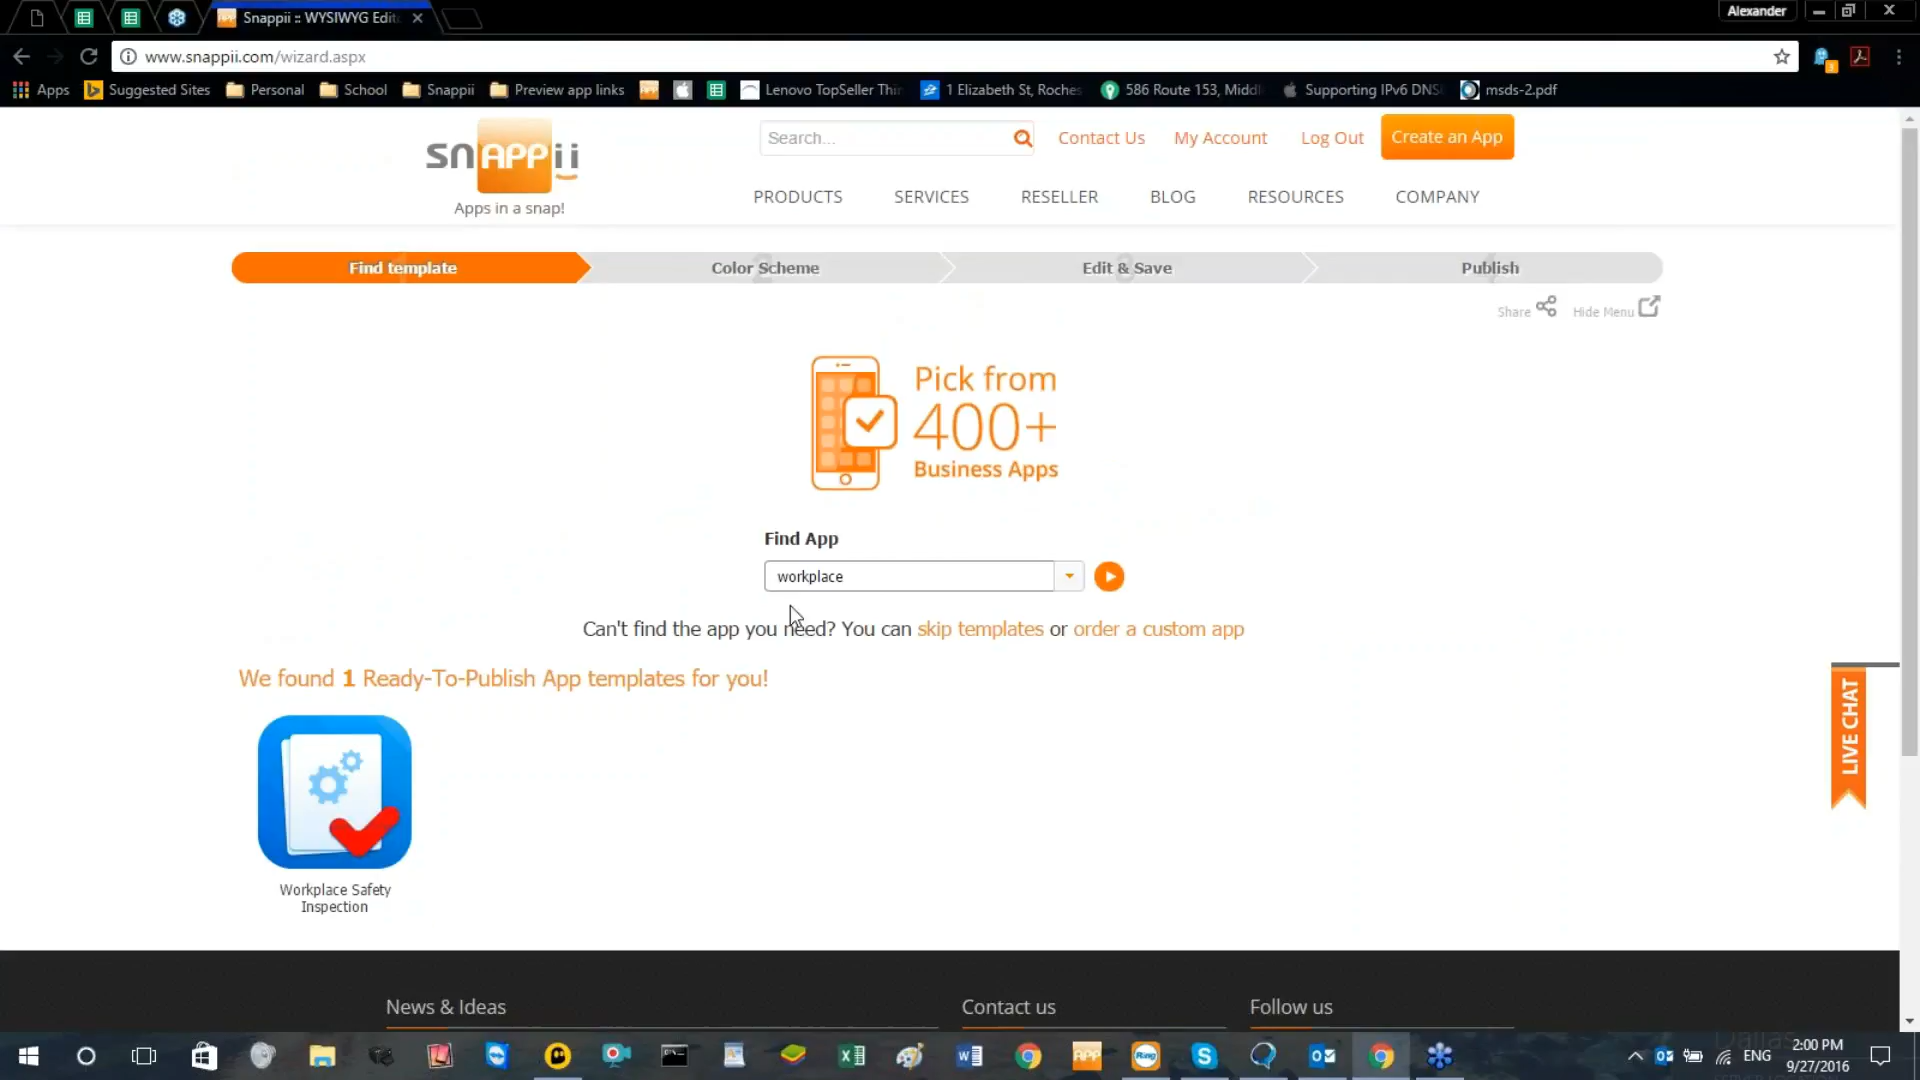 Snappii :: WYSIWYG Edit
Alexander
www.snappii.com/wizard.aspx
Apps
Suggested Sites
Personal
School
Snappii
Preview app links
Lenovo TopSeller Thi
1 Elizabeth St, Roches
586 Route 153, Middl
Supporting IPv6 DNS
msds-2.pdf
snAPPii
Apps in a snap!
Search...
Contact Us
My Account
Log Out
Create an App
PRODUCTS
SERVICES
RESELLER
BLOG
RESOURCES
COMPANY
Find template
Color Scheme
Edit & Save
Publish
Share
Hide Menu
Pick from
400+
Business Apps
Find App
workplace
Can't find the app you need? You can skip templates or order a custom app
We found 1 Ready-To-Publish App templates for you!
Workplace Safety
Inspection
LIVE CHAT
News & Ideas
Contact us
Follow us
APP
Ring
ENG
2:00 PM
9/27/2016